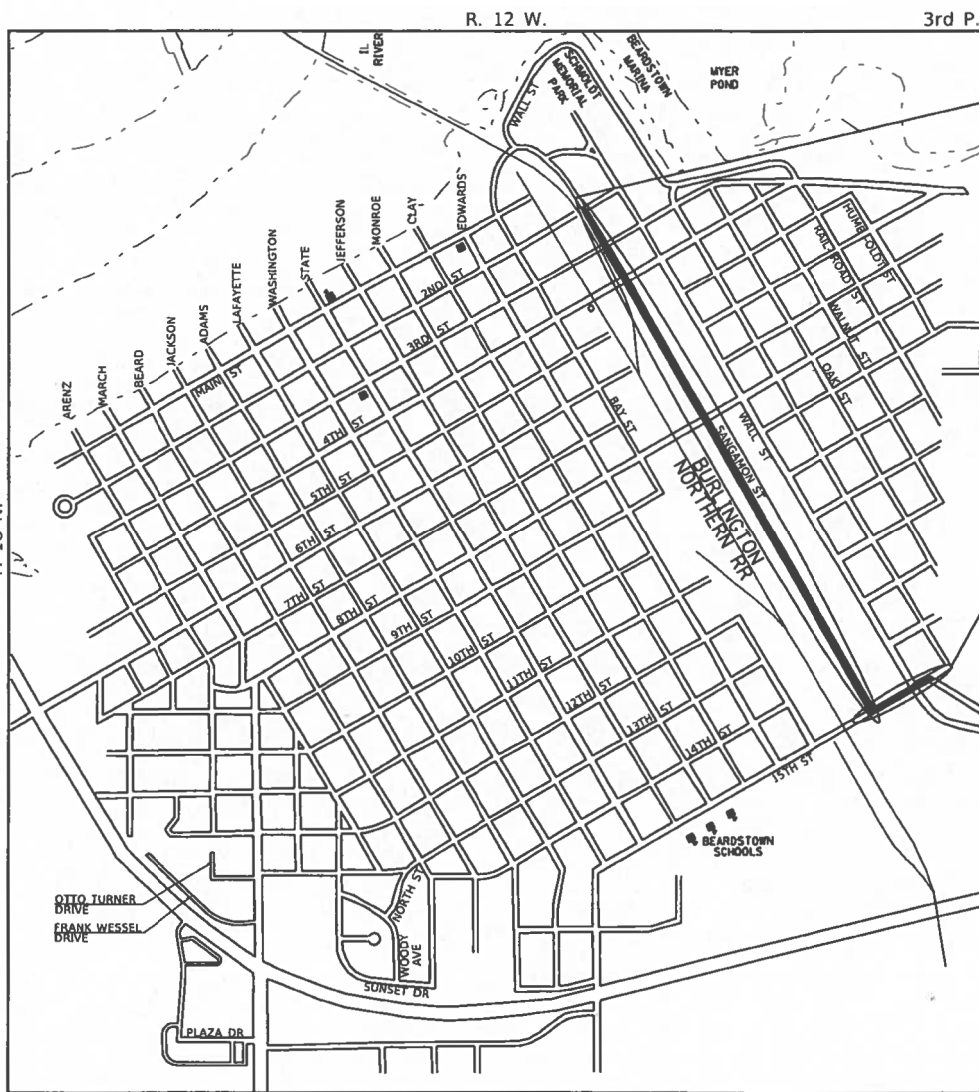 R. 12 W.
3rd P.
IL
RIVER
WALL ST
SCHMOLDT
MEMORIAL
PARK
BEARDSTOWN
MARINA
MYER
POND
EDWARDS
CLAY
MONROE
JEFFERSON
STATE
WASHINGTON
LAFAYETTE
ADAMS
JACKSON
BEARD
MARCH
ARENZ
HUMBOLDT ST
RAILROAD ST
WALNUT ST
OAK ST
MAIN ST
2ND ST
3RD ST
4TH ST
5TH ST
6TH ST
7TH ST
8TH ST
9TH ST
10TH ST
11TH ST
12TH ST
13TH ST
14TH ST
15TH ST
BAY ST
WALL ST
SANGAMON ST
BURLINGTON
NORTHERN RR
BEARDSTOWN
SCHOOLS
OTTO TURNER
DRIVE
FRANK WESSEL
DRIVE
NORTH ST
WOODY
AVE
SUNSET DR
PLAZA DR